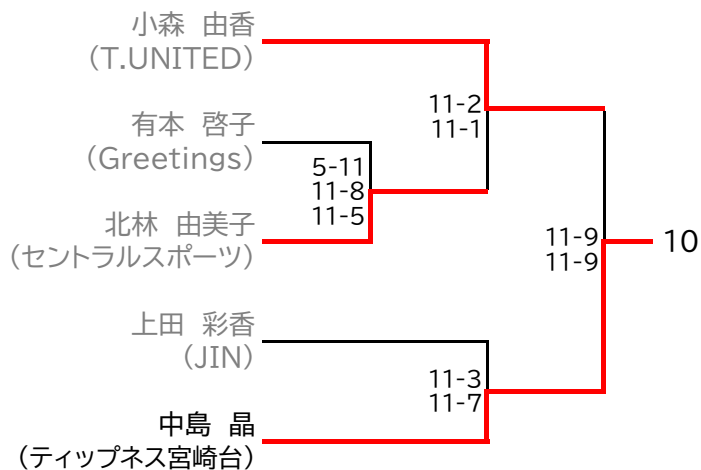 小森 由香
(T.UNITED)
11-2
11-1
有本 啓子
(Greetings)
5-11
11-8
11-5
北林 由美子
(セントラルスポーツ)
11-9
11-9
10
上田 彩香
(JIN)
11-3
11-7
中島 晶
(ティップネス宮崎台)